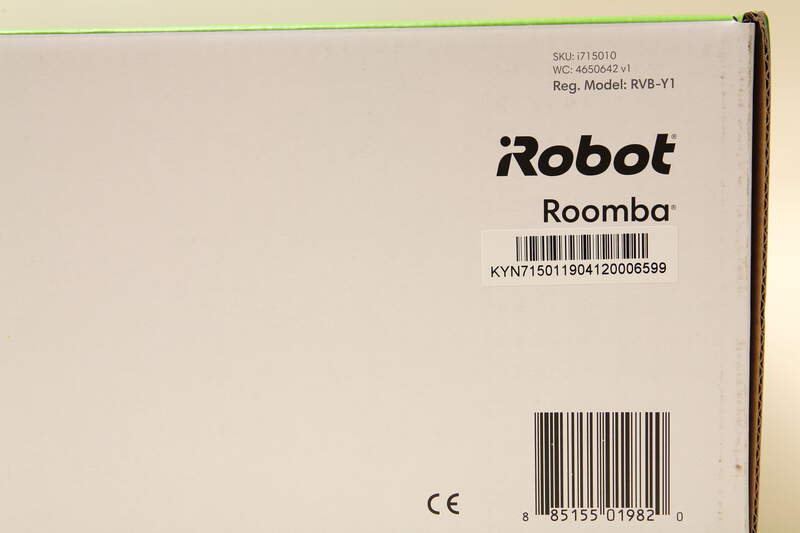 SKU: i715010
WC: 4650642 v1
Reg. Model: RVB-Y1
iRobot®
Roomba®
KYN715011904120006599
CE
8 85155 01982 0